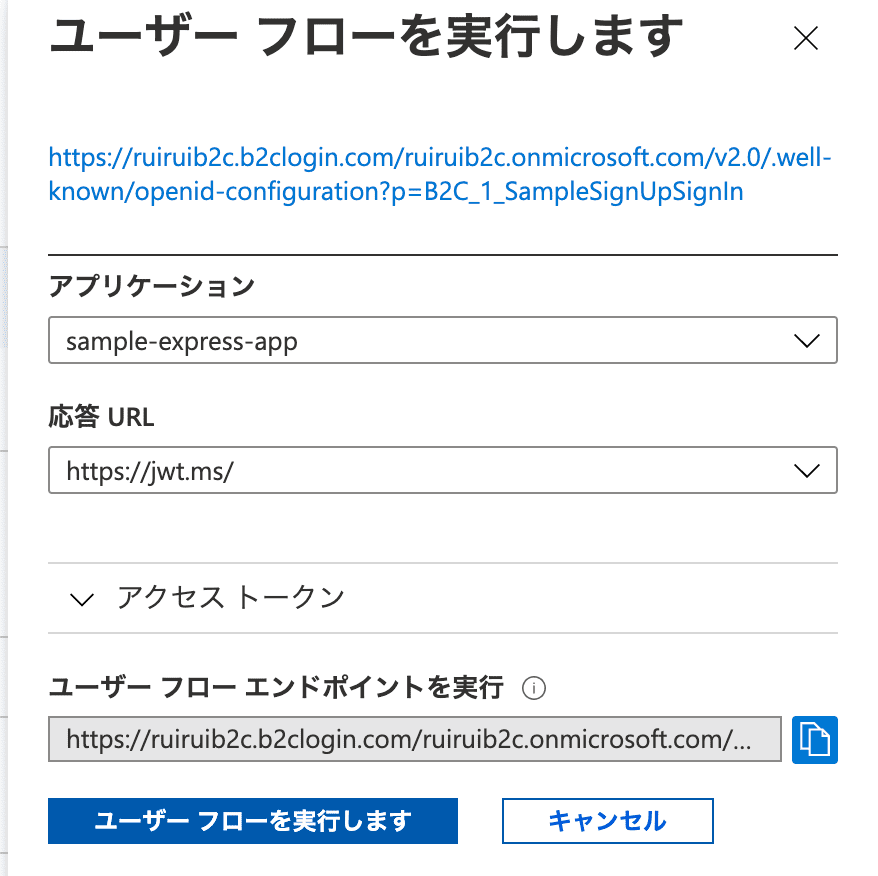 ユーザー フローを実行します
https://ruiruib2c.b2clogin.com/ruiruib2c.onmicrosoft.com/v2.0/.well-
known/openid-configuration?p=B2C_1_SampleSignUpSignIn
アプリケーション
sample-express-app
応答 URL
https://jwt.ms/
アクセス トークン
ユーザー フロー エンドポイントを実行
https://ruiruib2c.b2clogin.com/ruiruib2c.onmicrosoft.com/...
ユーザー フローを実行します
キャンセル